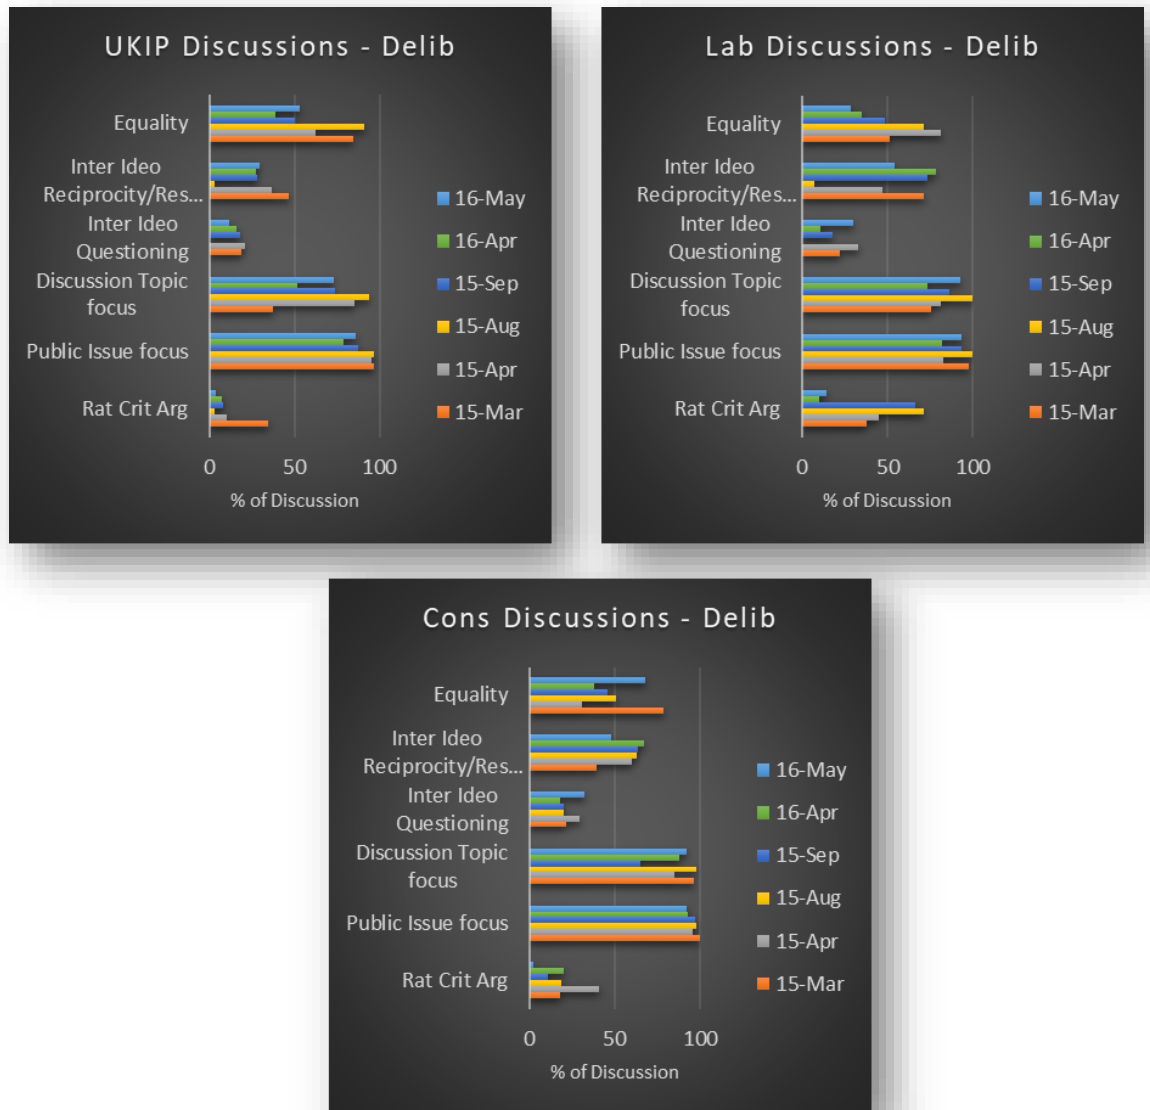 UKIP Discussions - Delib
Equality
Inter Ideo
Reciprocity/Res...
Inter Ideo
Questioning
Discussion Topic
focus
Public Issue focus
Rat Crit Arg
0 50 100
% of Discussion
16-May
16-Apr
15-Sep
15-Aug
15-Apr
15-Mar
Lab Discussions - Delib
Equality
Inter Ideo
Reciprocity/Res...
Inter Ideo
Questioning
Discussion Topic
focus
Public Issue focus
Rat Crit Arg
0 50 100
% of Discussion
16-May
16-Apr
15-Sep
15-Aug
15-Apr
15-Mar
Cons Discussions - Delib
Equality
Inter Ideo
Reciprocity/Res...
Inter Ideo
Questioning
Discussion Topic
focus
Public Issue focus
Rat Crit Arg
0 50 100
% of Discussion
16-May
16-Apr
15-Sep
15-Aug
15-Apr
15-Mar